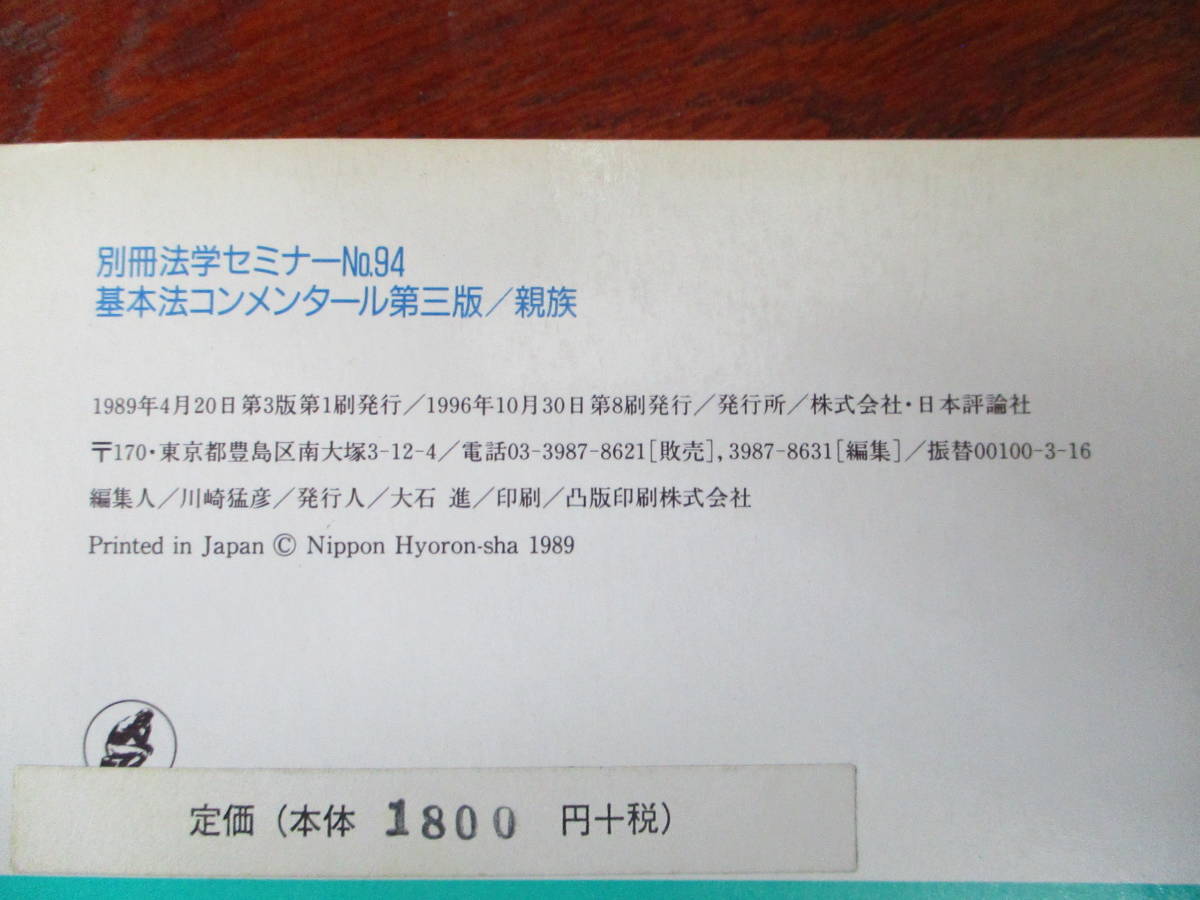 別冊法学セミナーNo.94
基本法コンメンタール第三版／親族
1989年4月20日第3版第1刷発行／1996年10月30日第8刷発行／発行所／株式会社・日本評論社
〒170・東京都豊島区南大塚3-12-4／電話03-3987-8621[敗売], 3987-8631[編集]／振替00100-3-16
編集人／川崎猛彦／発行人／大石 進／印刷／凸版印刷株式会社
Printed in Japan © Nippon Hyoron-sha 1989
定価（本体 1800 円＋税）